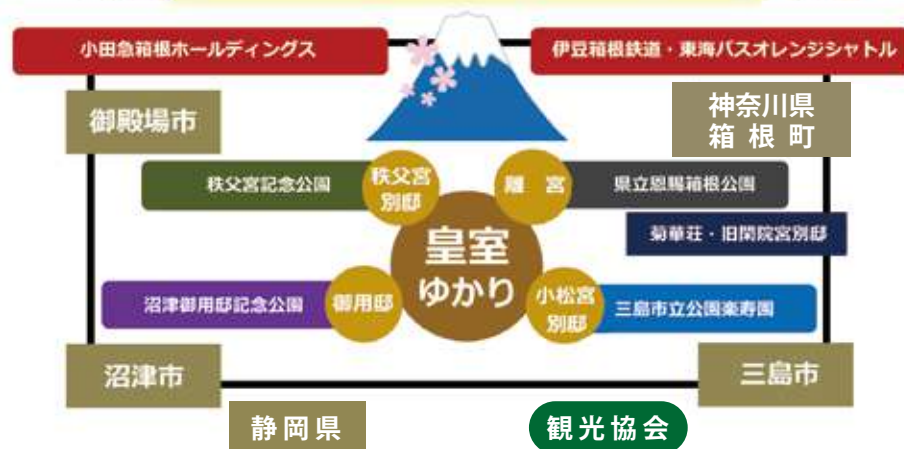 小田急箱根ホールディングス
伊豆箱根鉄道・東海バスオレンジシャトル
御殿場市
神奈川県
箱根町
秩父宮記念公園
秩父宮
別邸
離宮
県立恩賜箱根公園
菊華荘・旧閑院宮別邸
皇室
ゆかり
沼津御用邸記念公園
御用邸
小松宮
別邸
三島市立公園楽寿園
沼津市
三島市
静岡県
観光協会